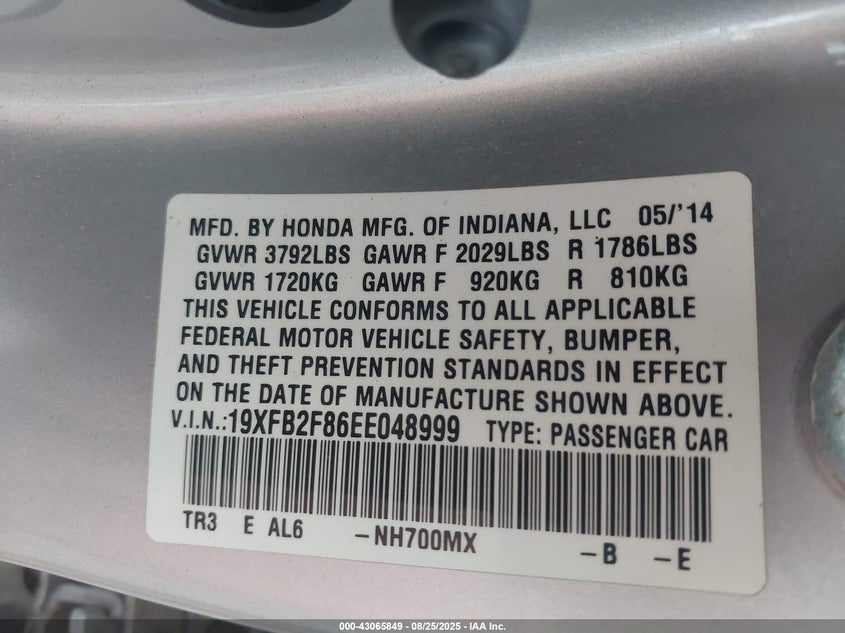 MFD. BY HONDA MFG. OF INDIANA, LLC 05/'14
GVWR 3792LBS GAWR F 2029LBS R 1786LBS
GVWR 1720KG GAWR F 920KG R 810KG
THIS VEHICLE CONFORMS TO ALL APPLICABLE
FEDERAL MOTOR VEHICLE SAFETY, BUMPER,
AND THEFT PREVENTION STANDARDS IN EFFECT
ON THE DATE OF MANUFACTURE SHOWN ABOVE.
V.I.N.:19XFB2F86EE048999 TYPE: PASSENGER CAR
TR3 E AL6 -NH700MX -B -E
000-43065849 - 08/25/2025 - IAA Inc.